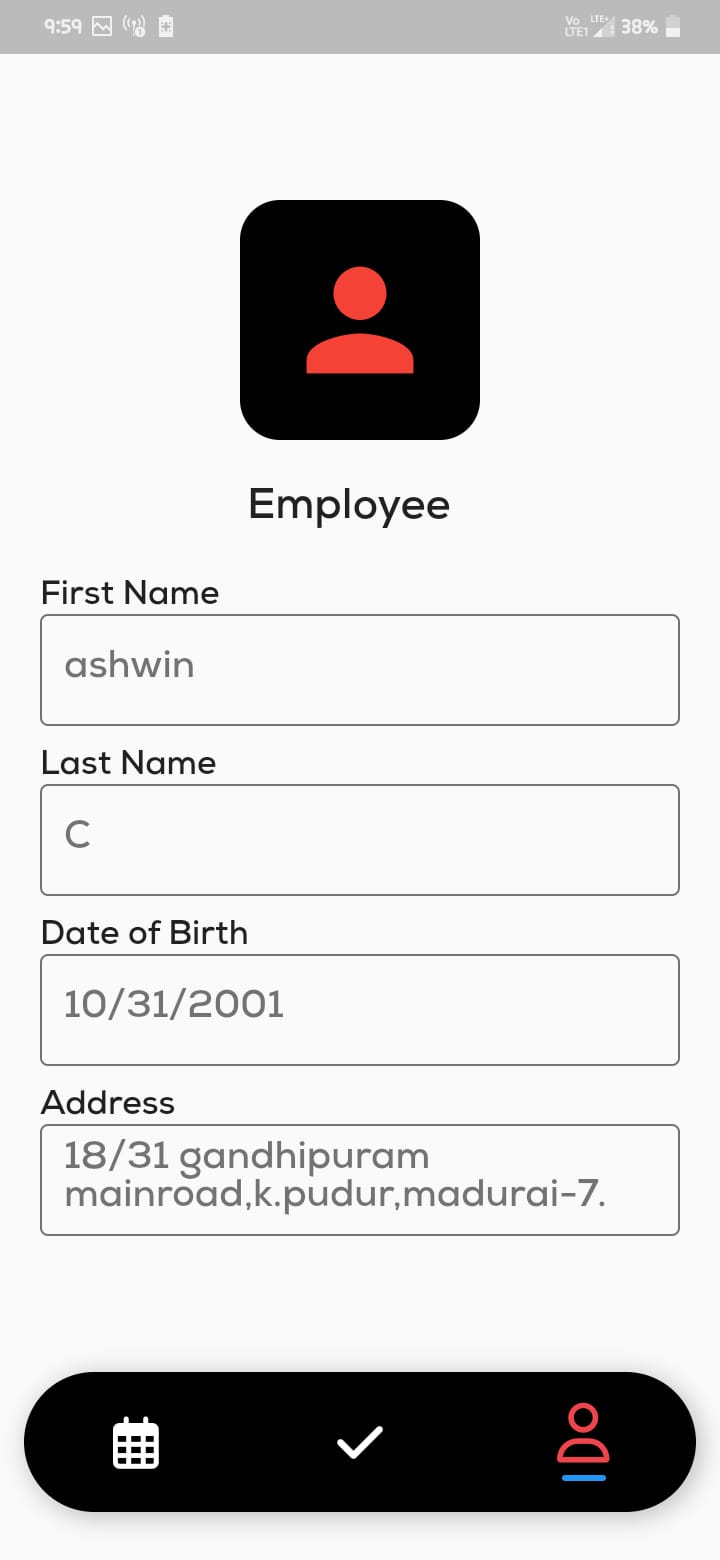 9:59
Vo LTE+
LTE1
38%
Employee
First Name
ashwin
Last Name
C
Date of Birth
10/31/2001
Address
18/31 gandhipuram
mainroad,k.pudur,madurai-7.